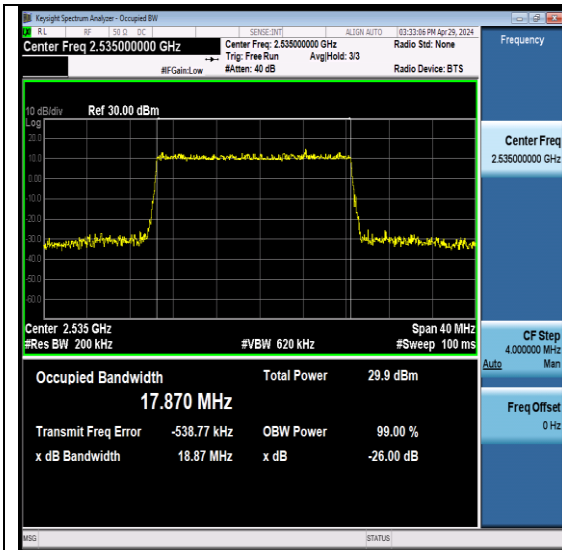 Keysight Spectrum Analyzer - Occupied BW
RL RF 50 Ω DC SENSE:INT ALIGN AUTO 03:33:06 PM Apr 29, 2024
Center Freq 2.535000000 GHz
Center Freq: 2.535000000 GHz
Radio Std: None
Trig: Free Run Avg|Hold: 3/3
#IFGain:Low #Atten: 40 dB Radio Device: BTS
Frequency
10 dB/div Ref 30.00 dBm
Log
20.0
10.0
0.00
-10.0
-20.0
-30.0
-40.0
-50.0
-60.0
Center 2.535 GHz Span 40 MHz
#Res BW 200 kHz #VBW 620 kHz #Sweep 100 ms
Center Freq
2.535000000 GHz
CF Step
4.000000 MHz
Auto Man
Freq Offset
0 Hz
Occupied Bandwidth Total Power 29.9 dBm
17.870 MHz
Transmit Freq Error -538.77 kHz OBW Power 99.00 %
x dB Bandwidth 18.87 MHz x dB -26.00 dB
MSG STATUS